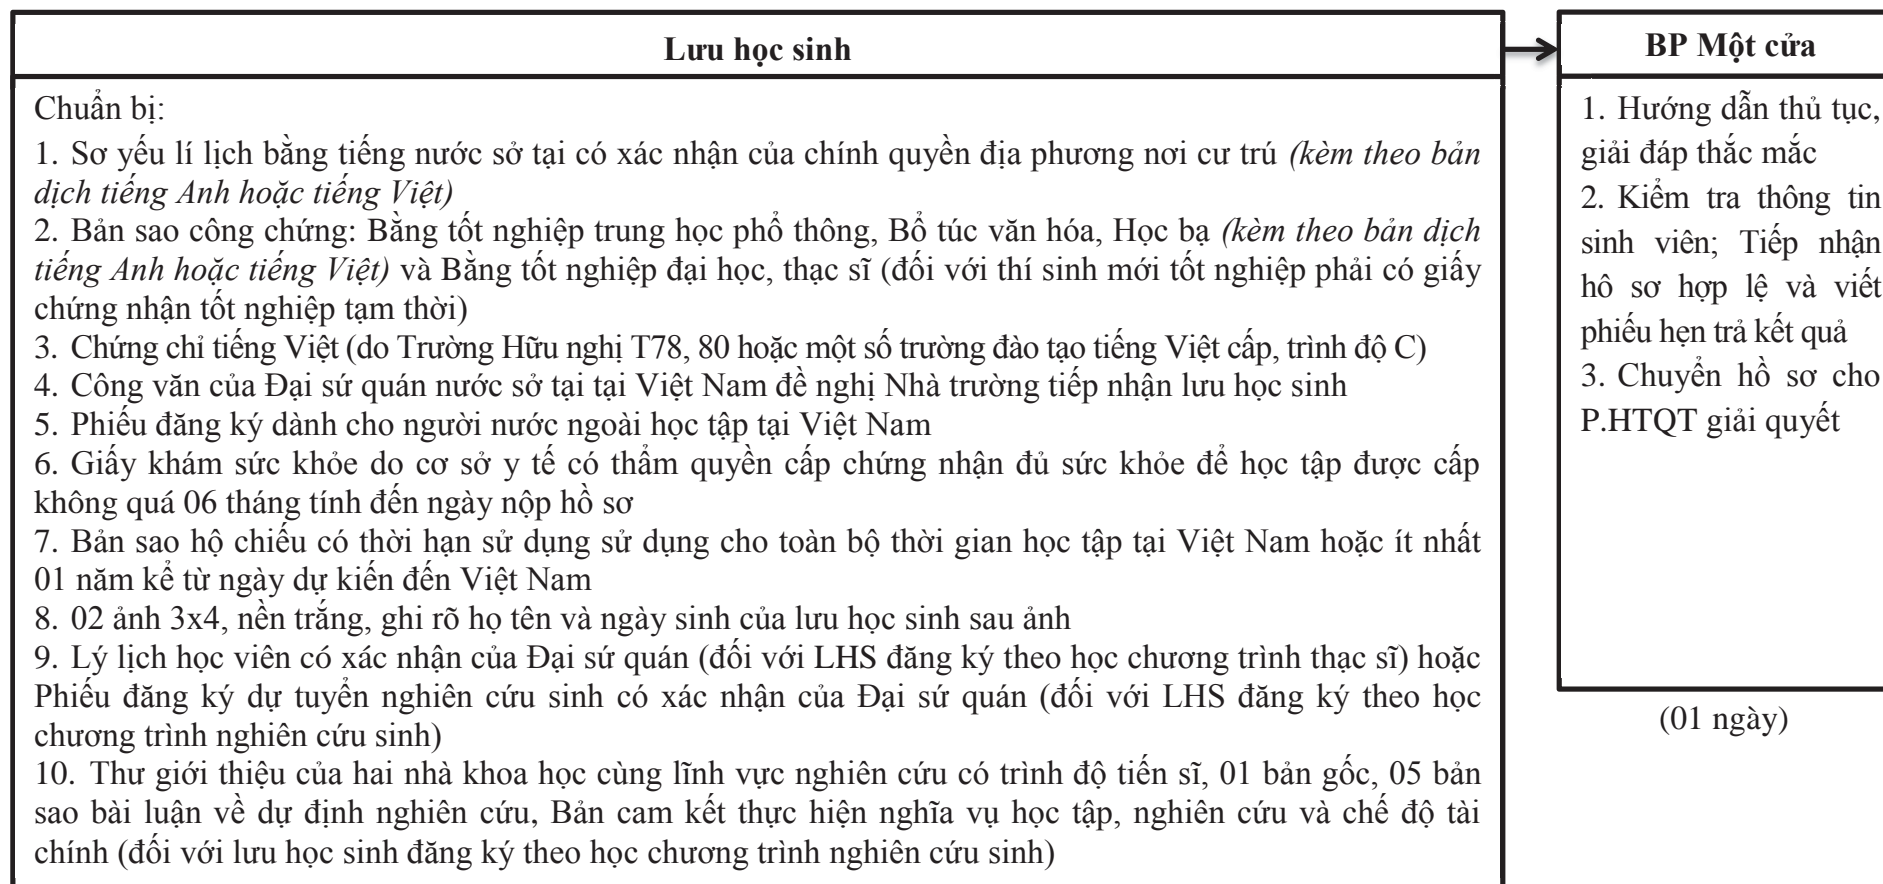 Lưu học sinh
Chuẩn bị:
1. Sơ yếu lí lịch bằng tiếng nước sở tại có xác nhận của chính quyền địa phương nơi cư trú (kèm theo bản
dịch tiếng Anh hoặc tiếng Việt)
2. Bản sao công chứng: Bằng tốt nghiệp trung học phổ thông, Bổ túc văn hóa, Học bạ (kèm theo bản dịch
tiếng Anh hoặc tiếng Việt) và Bằng tốt nghiệp đại học, thạc sĩ (đối với thí sinh mới tốt nghiệp phải có giấy
chứng nhận tốt nghiệp tạm thời)
3. Chứng chỉ tiếng Việt (do Trường Hữu nghị T78, 80 hoặc một số trường đào tạo tiếng Việt cấp, trình độ C)
4. Công văn của Đại sứ quán nước sở tại tại Việt Nam đề nghị Nhà trường tiếp nhận lưu học sinh
5. Phiếu đăng ký dành cho người nước ngoài học tập tại Việt Nam
6. Giấy khám sức khỏe do cơ sở y tế có thẩm quyền cấp chứng nhận đủ sức khỏe để học tập được cấp
không quá 06 tháng tính đến ngày nộp hồ sơ
7. Bản sao hộ chiếu có thời hạn sử dụng sử dụng cho toàn bộ thời gian học tập tại Việt Nam hoặc ít nhất
01 năm kể từ ngày dự kiến đến Việt Nam
8. 02 ảnh 3x4, nền trắng, ghi rõ họ tên và ngày sinh của lưu học sinh sau ảnh
9. Lý lịch học viên có xác nhận của Đại sứ quán (đối với LHS đăng ký theo học chương trình thạc sĩ) hoặc
Phiếu đăng ký dự tuyển nghiên cứu sinh có xác nhận của Đại sứ quán (đối với LHS đăng ký theo học
chương trình nghiên cứu sinh)
10. Thư giới thiệu của hai nhà khoa học cùng lĩnh vực nghiên cứu có trình độ tiến sĩ, 01 bản gốc, 05 bản
sao bài luận về dự định nghiên cứu, Bản cam kết thực hiện nghĩa vụ học tập, nghiên cứu và chế độ tài
chính (đối với lưu học sinh đăng ký theo học chương trình nghiên cứu sinh)
BP Một cửa
1. Hướng dẫn thủ tục,
giải đáp thắc mắc
2. Kiểm tra thông tin
sinh viên; Tiếp nhận
hô sơ hợp lệ và viết
phiếu hẹn trả kết quả
3. Chuyển hồ sơ cho
P.HTQT giải quyết
(01 ngày)